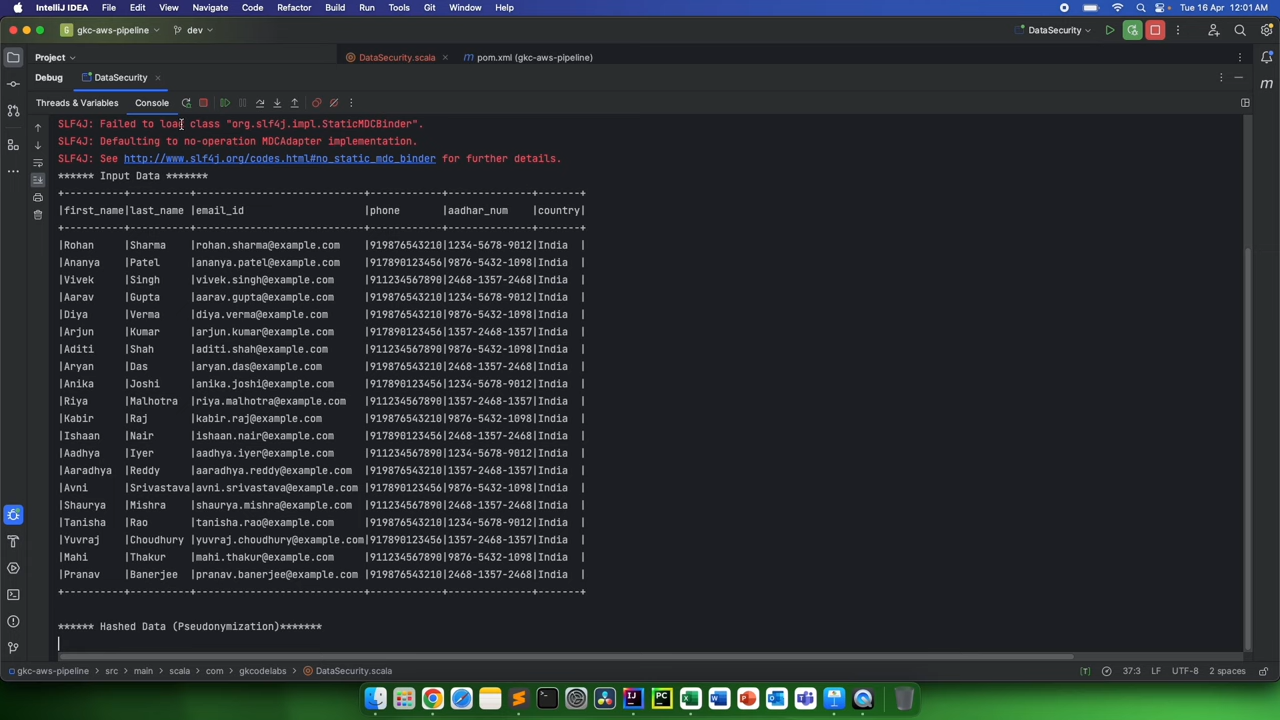 IntelliJ IDEA File Edit View Navigate Code Refactor Build Run Tools Git Window Help Tue 16 Apr 12:01 AM
gkc-aws-pipeline dev DataSecurity
Project DataSecurity.scala pom.xml (gkc-aws-pipeline)
Debug DataSecurity
Threads & Variables Console
SLF4J: Failed to load class "org.slf4j.impl.StaticMDCBinder".
SLF4J: Defaulting to no-operation MDCAdapter implementation.
SLF4J: See http://www.slf4j.org/codes.html#no_static_mdc_binder for further details.
****** Input Data *******
+----------+----------+----------------------------+------------+--------------+-------+
|first_name|last_name |email_id                    |phone       |aadhar_num    |country|
+----------+----------+----------------------------+------------+--------------+-------+
|Rohan     |Sharma    |rohan.sharma@example.com    |919876543210|1234-5678-9012|India  |
|Ananya    |Patel     |ananya.patel@example.com    |917890123456|9876-5432-1098|India  |
|Vivek     |Singh     |vivek.singh@example.com     |911234567890|2468-1357-2468|India  |
|Aarav     |Gupta     |aarav.gupta@example.com     |919876543210|1234-5678-9012|India  |
|Diya      |Verma     |diya.verma@example.com      |919876543210|9876-5432-1098|India  |
|Arjun     |Kumar     |arjun.kumar@example.com     |917890123456|1357-2468-1357|India  |
|Aditi     |Shah      |aditi.shah@example.com      |911234567890|9876-5432-1098|India  |
|Aryan     |Das       |aryan.das@example.com       |919876543210|2468-1357-2468|India  |
|Anika     |Joshi     |anika.joshi@example.com     |917890123456|1234-5678-9012|India  |
|Riya      |Malhotra  |riya.malhotra@example.com   |911234567890|1357-2468-1357|India  |
|Kabir     |Raj       |kabir.raj@example.com       |919876543210|9876-5432-1098|India  |
|Ishaan    |Nair      |ishaan.nair@example.com     |917890123456|2468-1357-2468|India  |
|Aadhya    |Iyer      |aadhya.iyer@example.com     |911234567890|1234-5678-9012|India  |
|Aaradhya  |Reddy     |aaradhya.reddy@example.com  |919876543210|1357-2468-1357|India  |
|Avni      |Srivastava|avni.srivastava@example.com |917890123456|9876-5432-1098|India  |
|Shaurya   |Mishra    |shaurya.mishra@example.com  |911234567890|2468-1357-2468|India  |
|Tanisha   |Rao       |tanisha.rao@example.com     |919876543210|1234-5678-9012|India  |
|Yuvraj    |Choudhury |yuvraj.choudhury@example.com|917890123456|1357-2468-1357|India  |
|Mahi      |Thakur    |mahi.thakur@example.com     |911234567890|9876-5432-1098|India  |
|Pranav    |Banerjee  |pranav.banerjee@example.com |919876543210|2468-1357-2468|India  |
+----------+----------+----------------------------+------------+--------------+-------+
****** Hashed Data (Pseudonymization)*******
gkc-aws-pipeline > src > main > scala > com > gkcodelabs > DataSecurity.scala 37:3 LF UTF-8 2 spaces